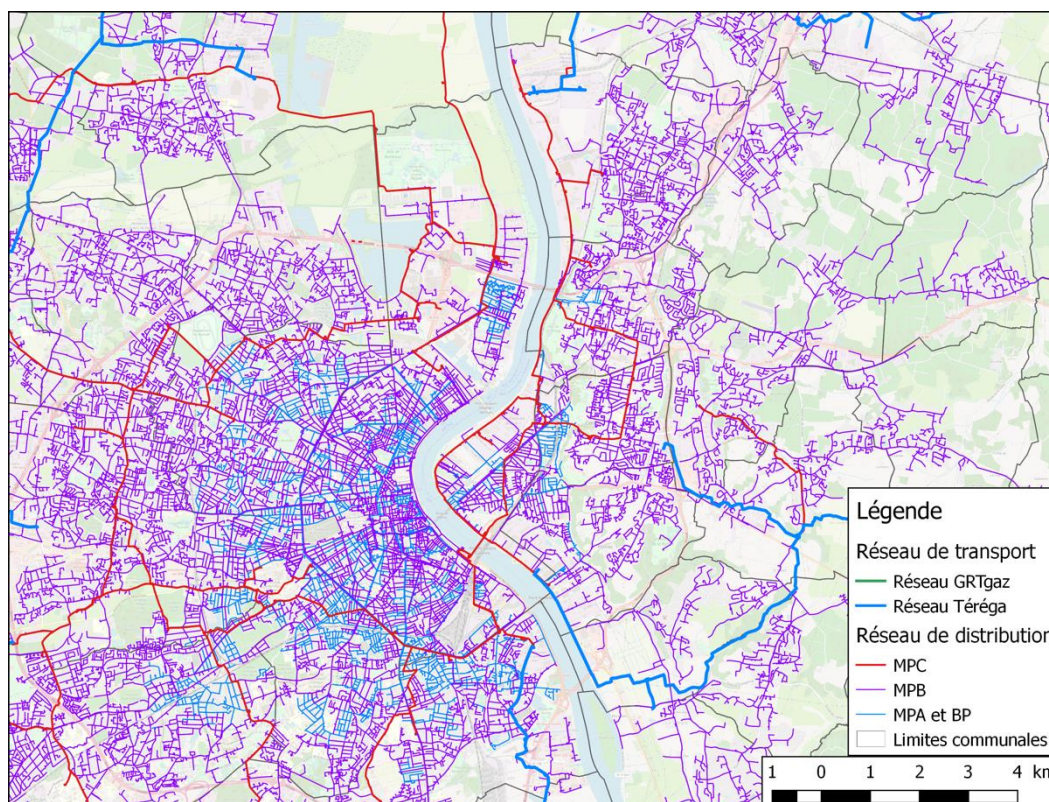 Légende
Réseau de transport
Réseau GRTgaz
Réseau Téréga
Réseau de distribution
MPC
MPB
MPA et BP
Limites communales
1 0 1 2 3 4 km